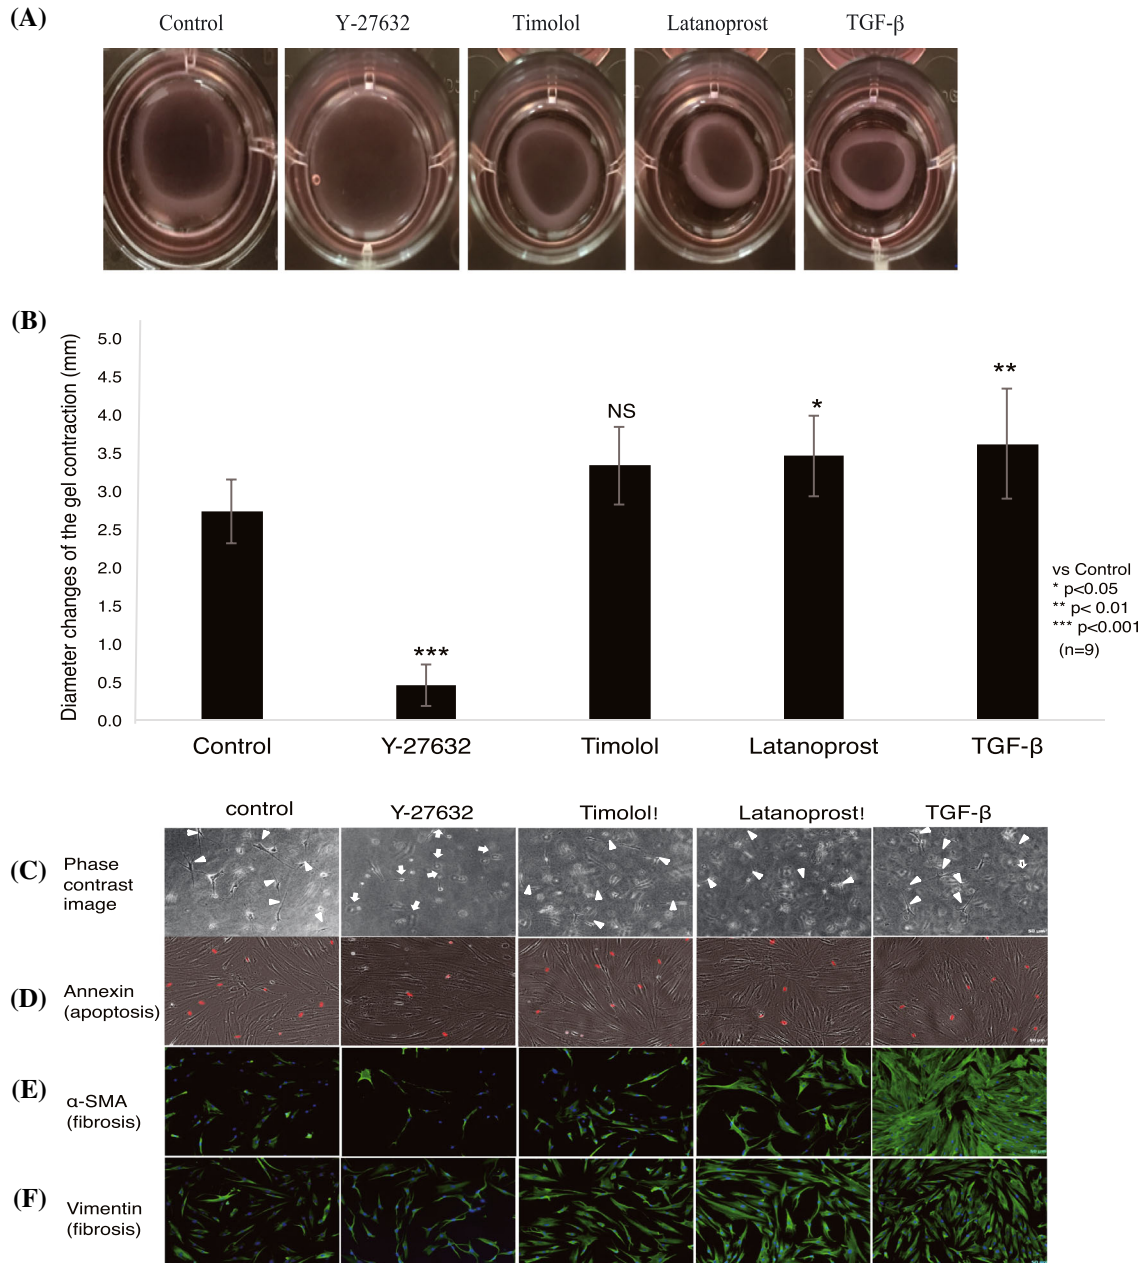 (A)
Control Y-27632 Timolol Latanoprost TGF-β
(B)
Diameter changes of the gel contraction (mm)
5.0
4.5
4.0
3.5
3.0
2.5
2.0
1.5
1.0
0.5
0.0
***
NS
*
**
vs Control
* p<0.05
** p< 0.01
*** p<0.001
(n=9)
Control Y-27632 Timolol Latanoprost TGF-β
control Y-27632 Timolol! Latanoprost! TGF-β
(C) Phase
contrast
image
(D) Annexin
(apoptosis)
(E) α-SMA
(fibrosis)
(F) Vimentin
(fibrosis)